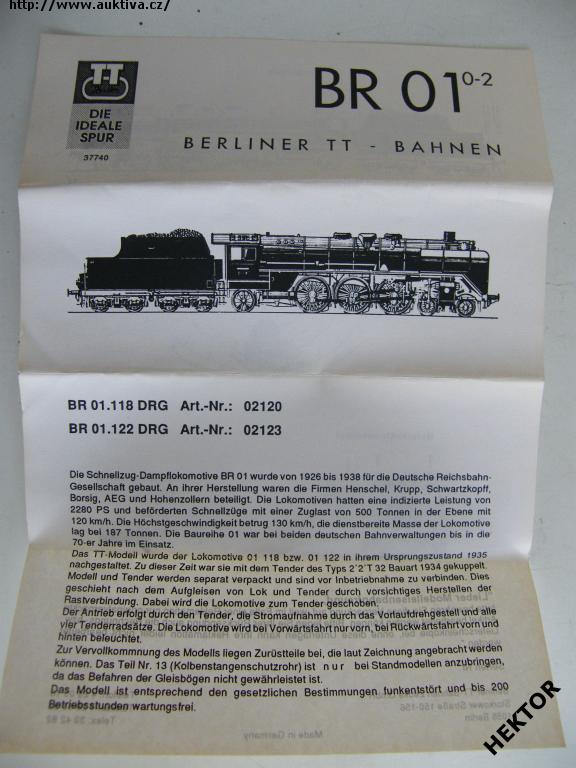 http://www.auktiva.cz/
TT
DIE
IDEALE
SPUR
37740
BR 01 0-2
BERLINER TT - BAHNEN
BR 01.118 DRG Art.-Nr.: 02120
BR 01.122 DRG Art.-Nr.: 02123
Die Schnellzug-Dampflokomotive BR 01 wurde von 1926 bis 1938 für die Deutsche Reichsbahn-
Gesellschaft gebaut. An ihrer Herstellung waren die Firmen Henschel, Krupp, Schwartzkopff,
Borsig, AEG und Hohenzollern beteiligt. Die Lokomotiven hatten eine indizierte Leistung von
2280 PS und beförderten Schnellzüge mit einer Zuglast von 500 Tonnen in der Ebene mit
120 km/h. Die Höchstgeschwindigkeit betrug 130 km/h, die dienstbereite Masse der Lokomotive
lag bei 187 Tonnen. Die Baureihe 01 war bei beiden deutschen Bahnverwaltungen bis in die
70-er Jahre im Einsatz.
Das TT-Modell wurde der Lokomotive 01 118 bzw. 01 122 in ihrem Ursprungszustand 1935
nachgestaltet. Zu dieser Zeit war sie mit dem Tender des Typs 2´2´T 32 Bauart 1934 gekuppelt.
Modell und Tender werden separat verpackt und sind vor Inbetriebnahme zu verbinden. Dies
geschieht nach dem Aufgleisen von Lok und Tender durch vorsichtiges Herstellen der
Rastverbindung. Dabei wird die Lokomotive zum Tender geschoben.
Der Antrieb erfolgt durch den Tender, die Stromaufnahme durch das Vorlaufdrehgestell und alle
vier Tenderradsätze. Die Lokomotive wird bei Vorwärtsfahrt nur vorn, bei Rückwärtsfahrt vorn und
hinten beleuchtet.
Zur Vervollkommnung des Modells liegen Zurüstteile bei, die laut Zeichnung angebracht werden
können. Das Teil Nr. 13 (Kolbenstangenschutzrohr) ist n u r bei Standmodellen anzubringen,
da das Befahren der Gleisbögen nicht gewährleistet ist.
Das Modell ist entsprechend den gesetzlichen Bestimmungen funkentstört und bis 200
Betriebsstunden wartungsfrei.
Made in Germany
HEKTOR